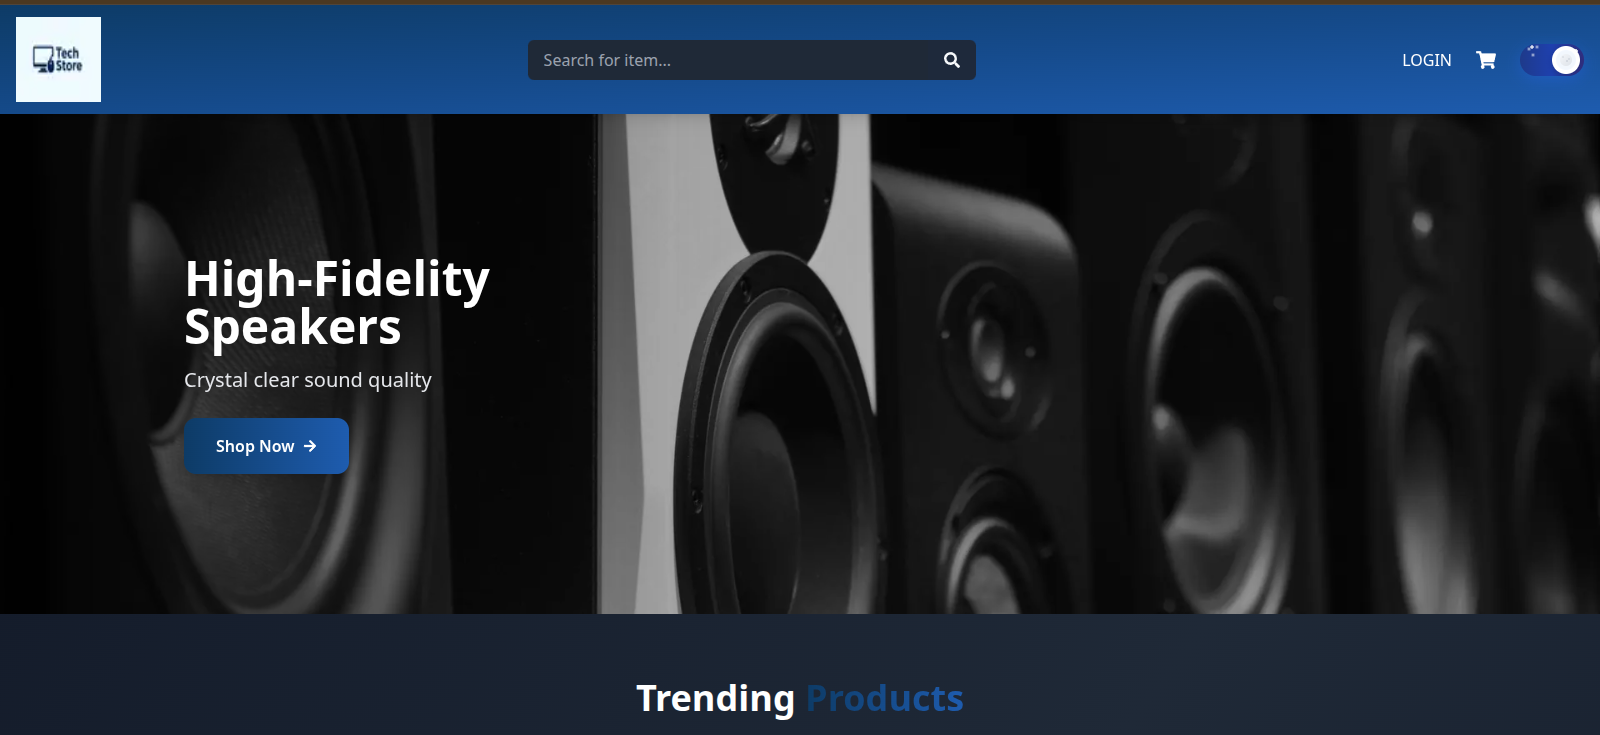 Tech
Store
Search for item...
LOGIN
High-Fidelity
Speakers
Crystal clear sound quality
Shop Now
Trending Products